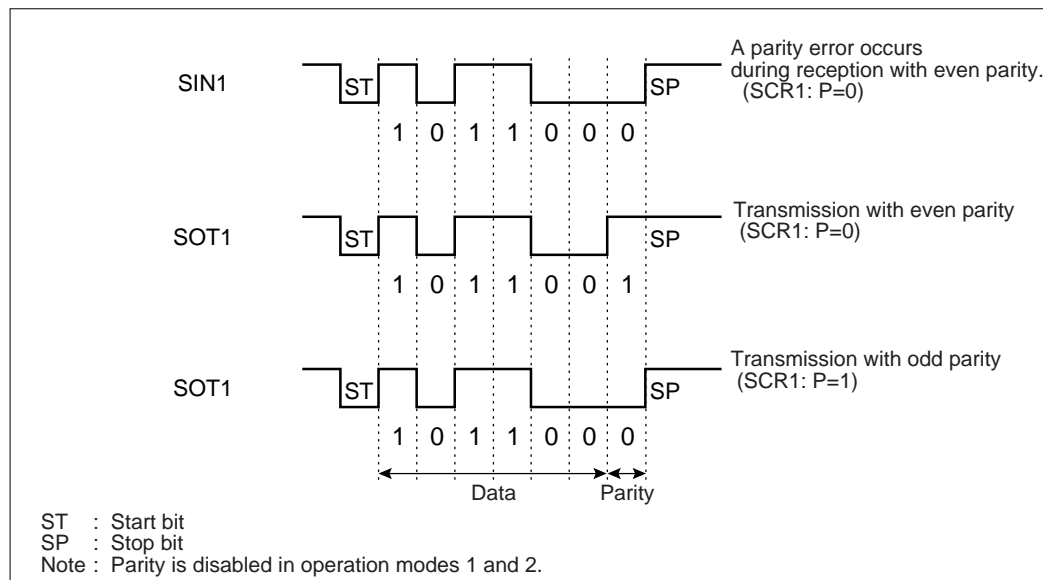 SIN1
ST
SP
A parity error occurs
during reception with even parity.
(SCR1: P=0)
1 0 1 1 0 0 0
SOT1
ST
SP
Transmission with even parity
(SCR1: P=0)
1 0 1 1 0 0 1
SOT1
ST
SP
Transmission with odd parity
(SCR1: P=1)
1 0 1 1 0 0 0
Data
Parity
ST : Start bit
SP : Stop bit
Note : Parity is disabled in operation modes 1 and 2.